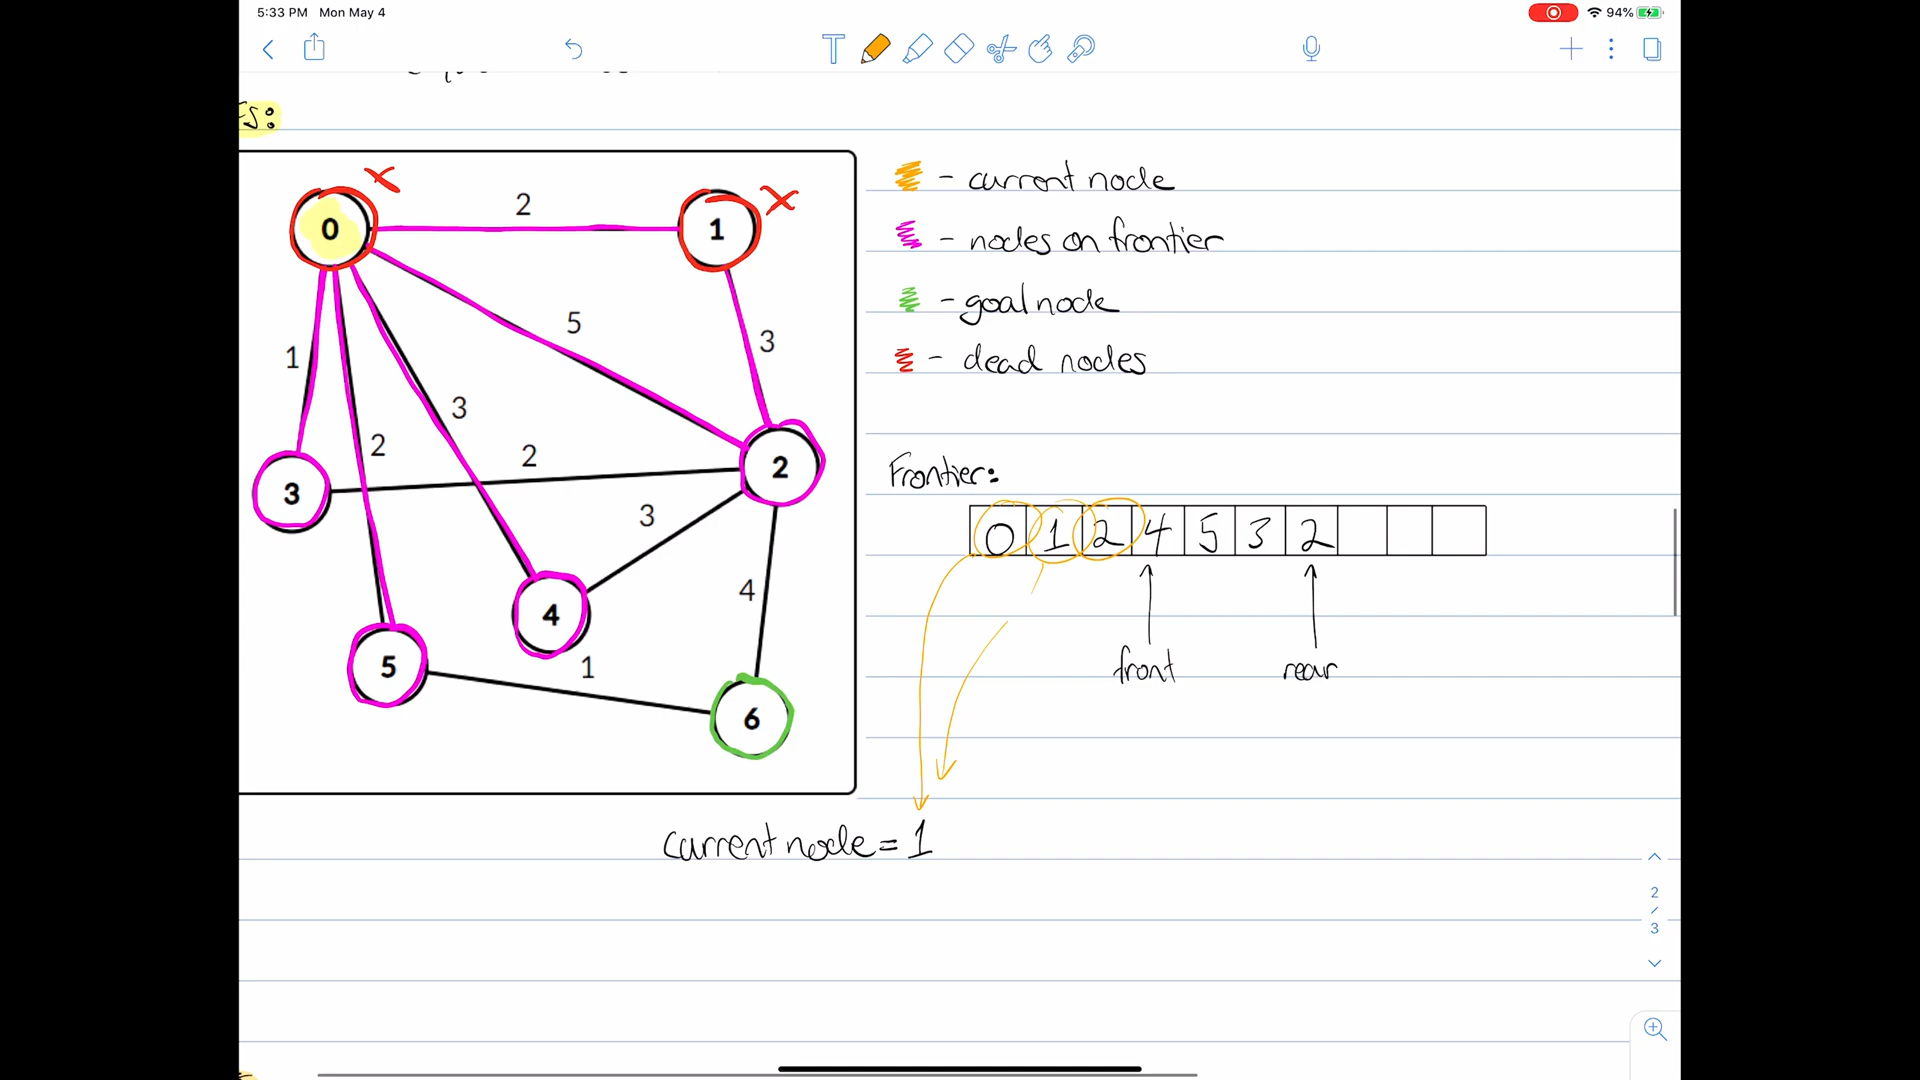 5:33 PM Mon May 4
94%
FS:
0
2
1
5
3
1
3
2
2
3
2
3
4
4
5
1
6
- current node
- nodes on frontier
- goal node
- dead nodes
Frontier:
0 1 2 4 5 3 2
front rear
current node = 1
2
/
3